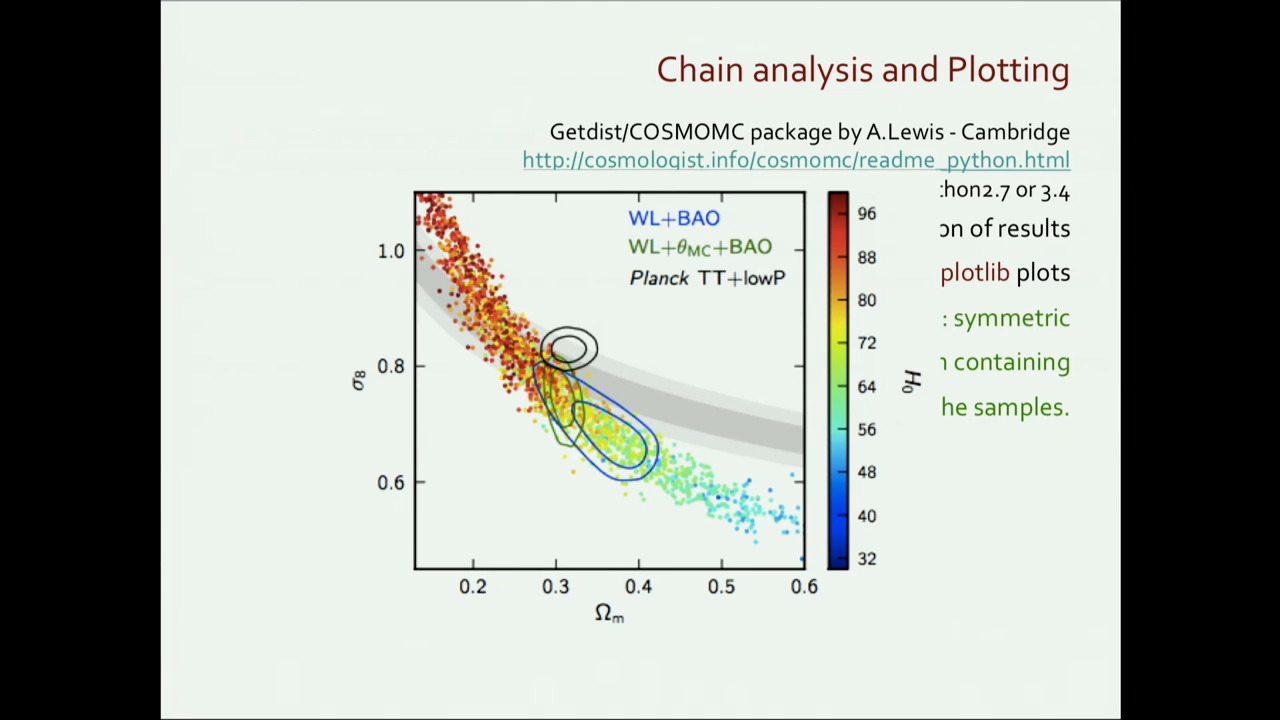 Chain analysis and Plotting
Getdist/COSMOMC package by A.Lewis - Cambridge
http://cosmologist.info/cosmomc/readme_python.html
thon2.7 or 3.4
on of results
plotlib plots
: symmetric
containing
he samples.
WL+BAO
WL+θMC+BAO
Planck TT+lowP
1.0
0.8
0.6
σ8
0.2 0.3 0.4 0.5 0.6
Ωm
96
88
80
72
64
56
48
40
32
H0